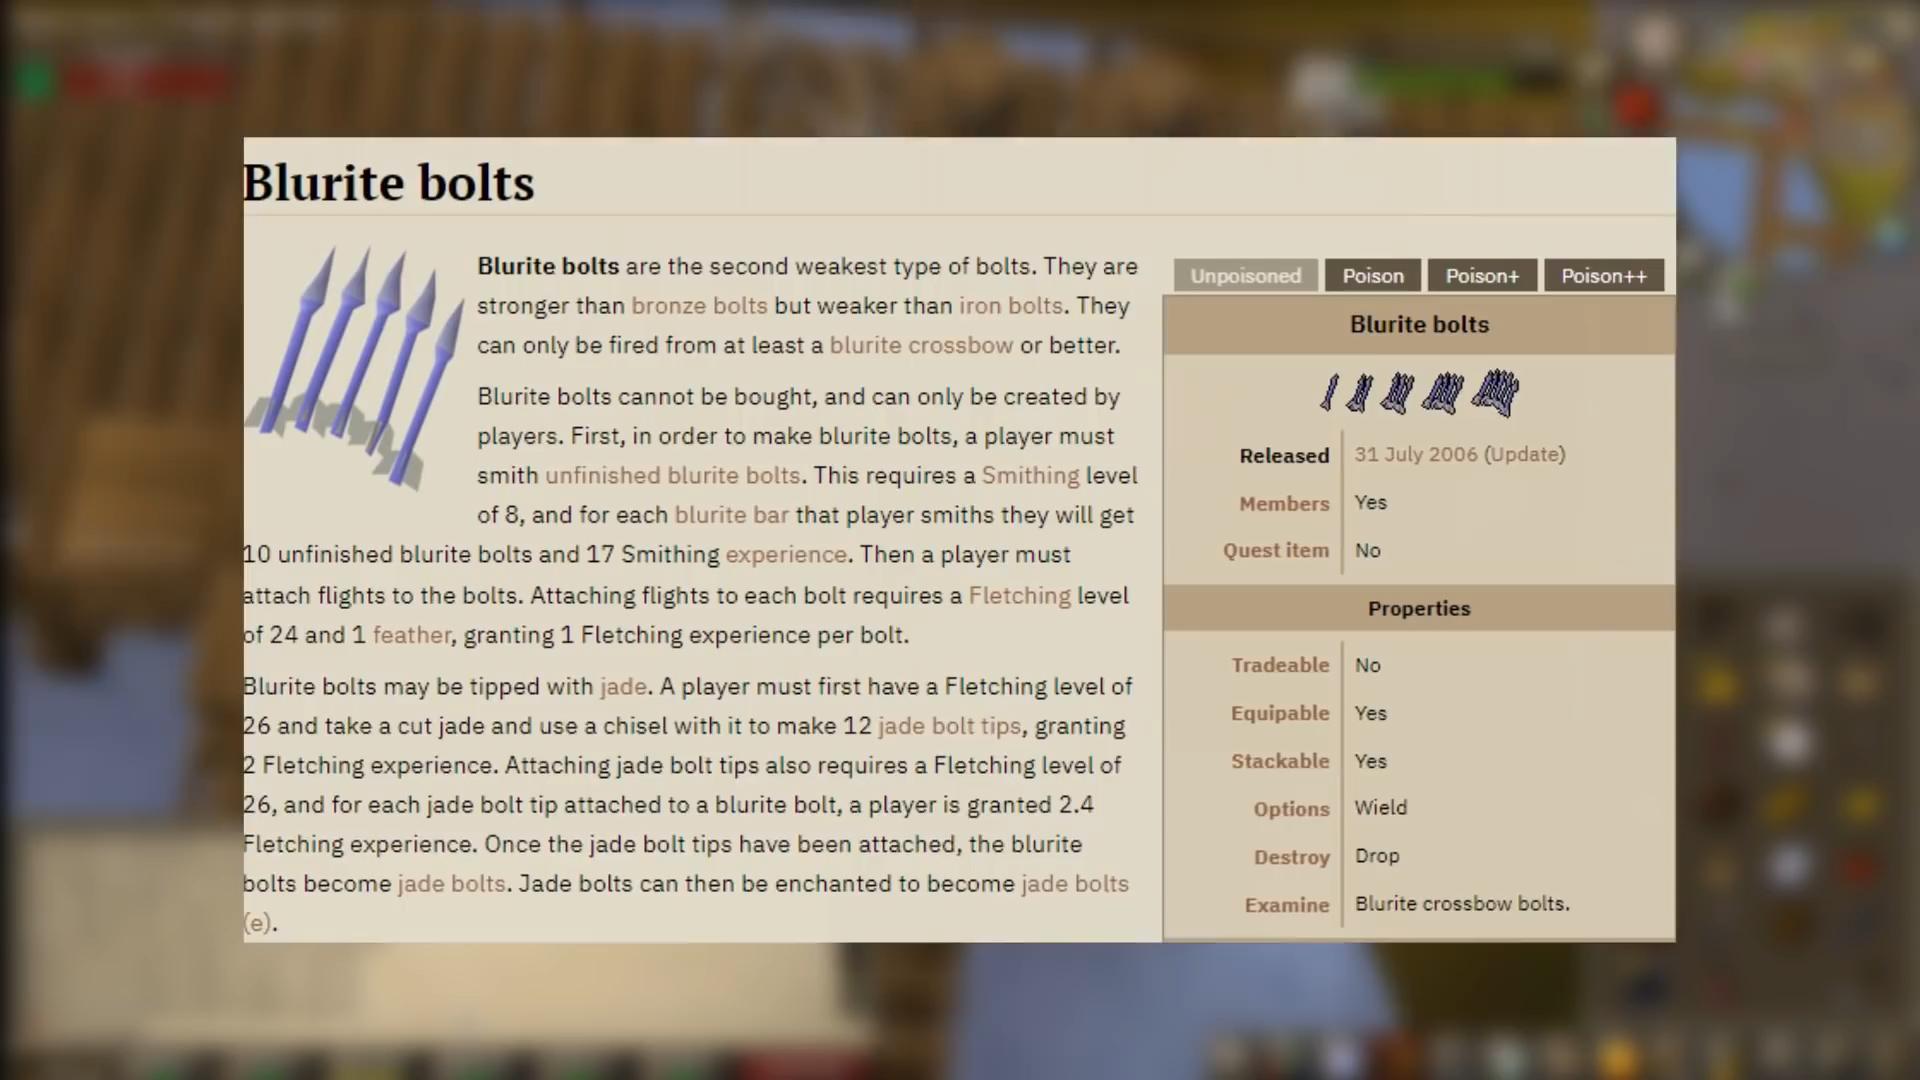 Blurite bolts
Blurite bolts are the second weakest type of bolts. They are
stronger than bronze bolts but weaker than iron bolts. They
can only be fired from at least a blurite crossbow or better.
Blurite bolts cannot be bought, and can only be created by
players. First, in order to make blurite bolts, a player must
smith unfinished blurite bolts. This requires a Smithing level
of 8, and for each blurite bar that player smiths they will get
10 unfinished blurite bolts and 17 Smithing experience. Then a player must
attach flights to the bolts. Attaching flights to each bolt requires a Fletching level
of 24 and 1 feather, granting 1 Fletching experience per bolt.
Blurite bolts may be tipped with jade. A player must first have a Fletching level of
26 and take a cut jade and use a chisel with it to make 12 jade bolt tips, granting
2 Fletching experience. Attaching jade bolt tips also requires a Fletching level of
26, and for each jade bolt tip attached to a blurite bolt, a player is granted 2.4
Fletching experience. Once the jade bolt tips have been attached, the blurite
bolts become jade bolts. Jade bolts can then be enchanted to become jade bolts
(e).
Unpoisoned Poison Poison+ Poison++
Blurite bolts
Released 31 July 2006 (Update)
Members Yes
Quest item No
Properties
Tradeable No
Equipable Yes
Stackable Yes
Options Wield
Destroy Drop
Examine Blurite crossbow bolts.